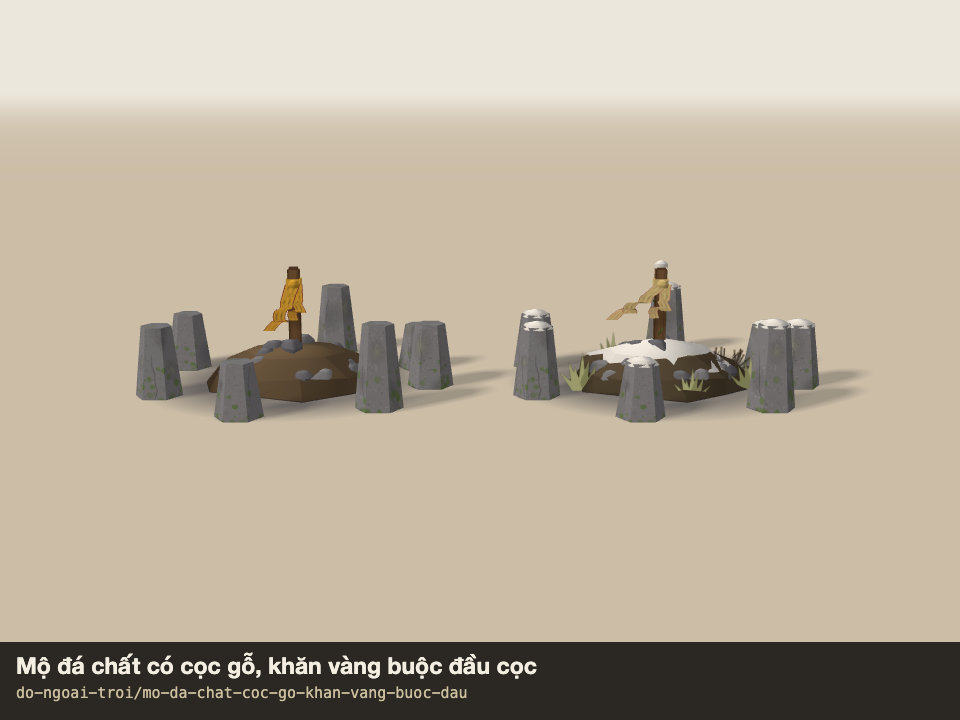 Mộ đá chất có cọc gỗ, khăn vàng buộc đầu cọc
do-ngoai-troi/mo-da-chat-coc-go-khan-vang-buoc-dau